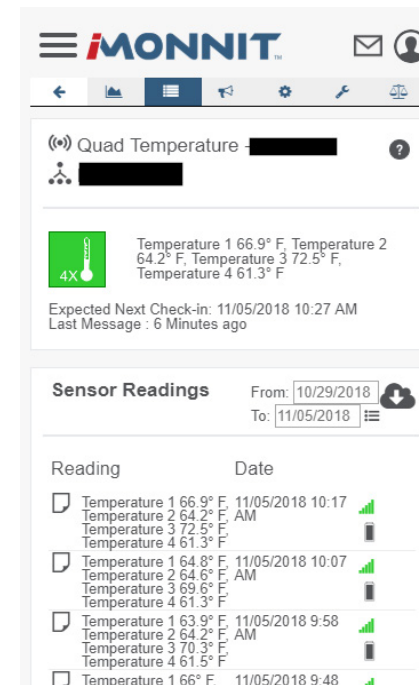 iMONNIT
Quad Temperature -
?
4X
Temperature 1 66.9° F, Temperature 2
64.2° F, Temperature 3 72.5° F,
Temperature 4 61.3° F
Expected Next Check-in: 11/05/2018 10:27 AM
Last Message : 6 Minutes ago
Sensor Readings
From: 10/29/2018
To: 11/05/2018
Reading Date
Temperature 1 66.9° F, 11/05/2018 10:17
Temperature 2 64.2° F, AM
Temperature 3 72.5° F,
Temperature 4 61.3° F
Temperature 1 64.8° F, 11/05/2018 10:07
Temperature 2 64.6° F, AM
Temperature 3 69.6° F,
Temperature 4 61.3° F
Temperature 1 63.9° F, 11/05/2018 9:58
Temperature 2 64.2° F, AM
Temperature 3 70.3° F,
Temperature 4 61.5° F
Temperature 1 66° F, 11/05/2018 9:48